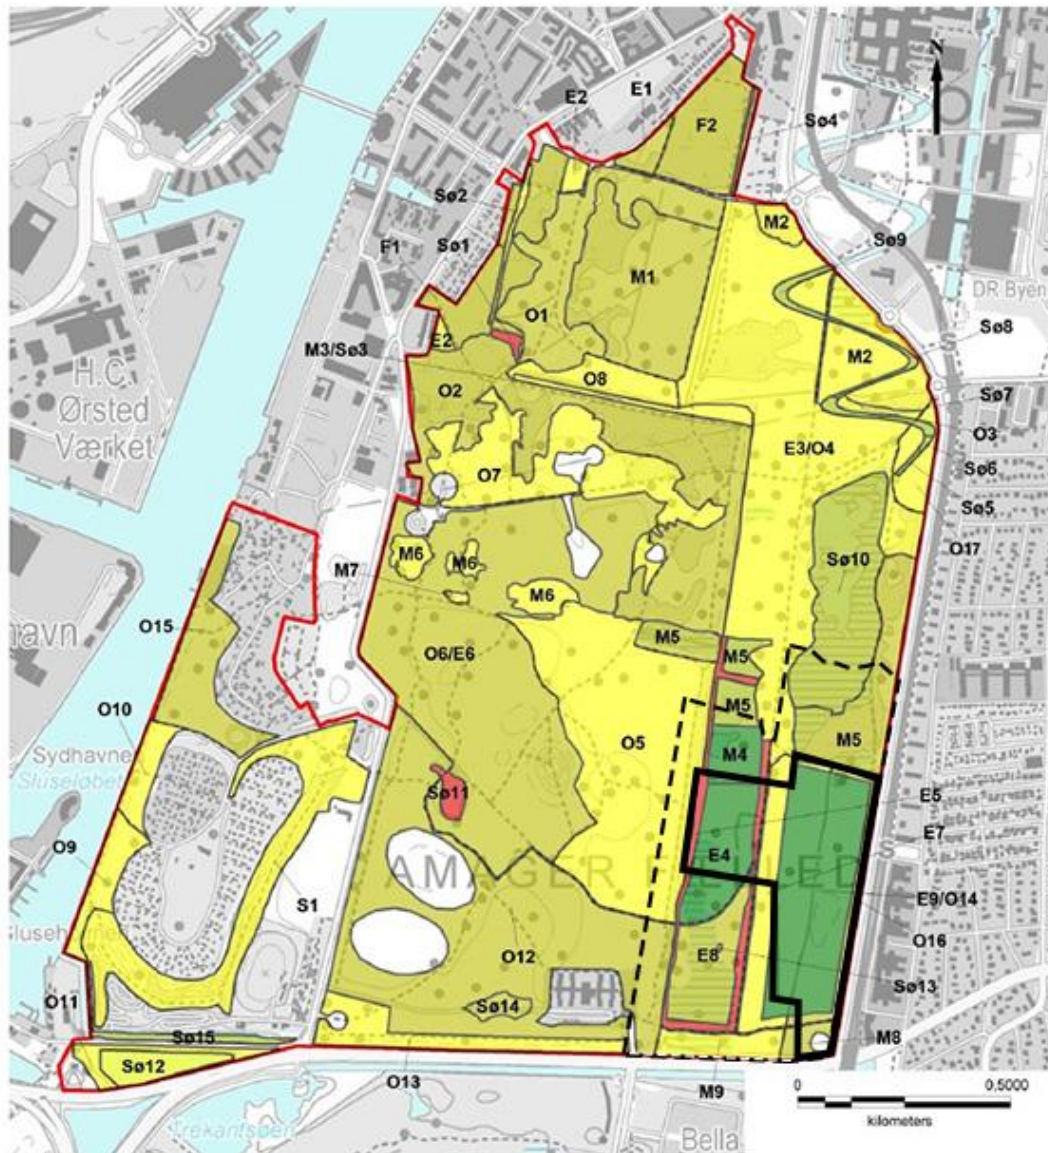 N
E2
E1
F2
Sø4
Sø2
Sø1
F1
M2
Sø9
M1
DR Byen
O1
E2
Sø8
S
M3/Sø3
M2
H.C.
Ørsted
Værket
O2
O8
Sø7
O3
E3/O4
Sø6
O7
Sø5
Sø10
O17
M6
M6
M7
M6
havn
O15
M5
M5
O6/E6
M5
O10
O5
M5
Sydhavne
Sluseløbet
M4
Sø11
E5
E7
S
O9
E4
AMAGER FÆLLED
E9/O14
S1
O16
Sluseh
O12
E8
Sø13
O11
Sø14
Sø15
M8
Sø12
O13
M9
0
0,5000
kilometers
Trekantsøen
Bella